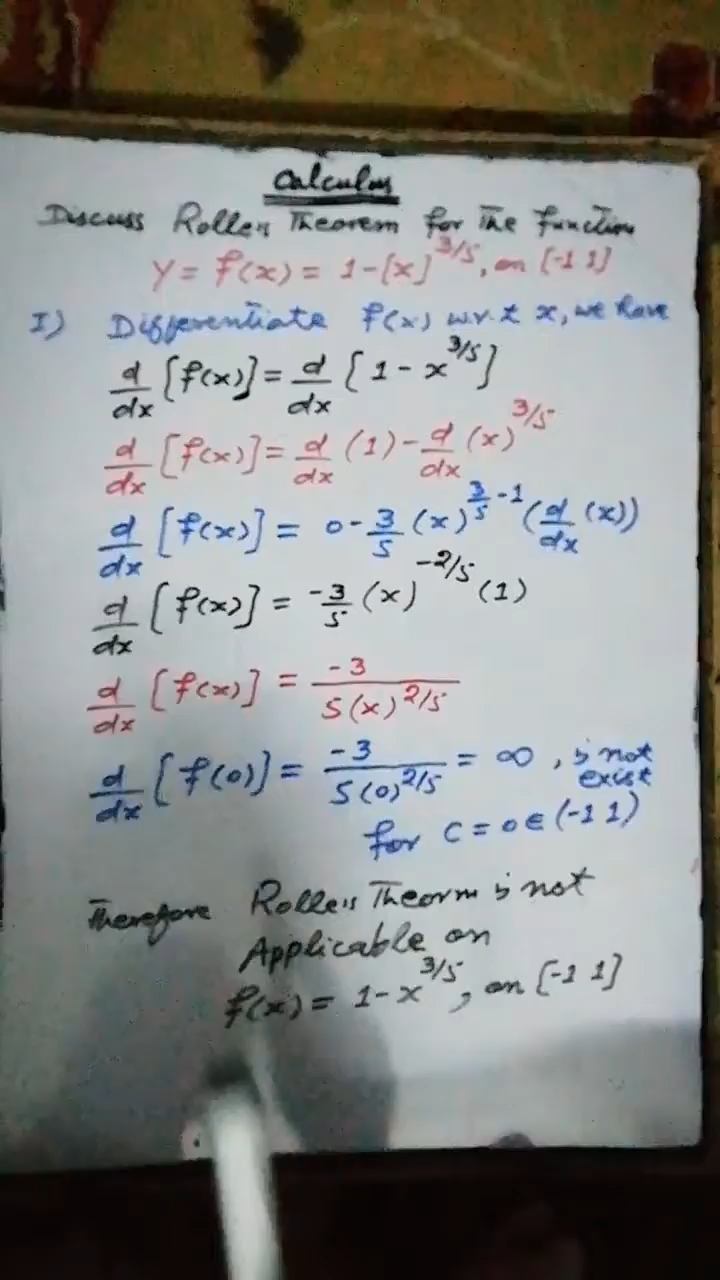 Calculus
Discuss Rolle's Theorem for the function
Y = f(x) = 1-[x]^3/5, on [-1 1]
I) Differentiate f(x) w.r.t x, we have
d/dx [f(x)] = d/dx [1 - x^3/5]
d/dx [f(x)] = d/dx (1) - d/dx (x)^3/5
d/dx [f(x)] = 0 - 3/5 (x)^3/5 -1 (d/dx (x))
d/dx [f(x)] = -3/5 (x)^-2/5 (1)
d/dx [f(x)] = -3/5(x)^2/5
d/dx [f(0)] = -3/5(0)^2/5 = ∞, is not exist
for C = 0 ∈ (-1 1)
Therefore Rolle's Theorm is not
Applicable on
f(x) = 1 - x^3/5, on [-1 1]